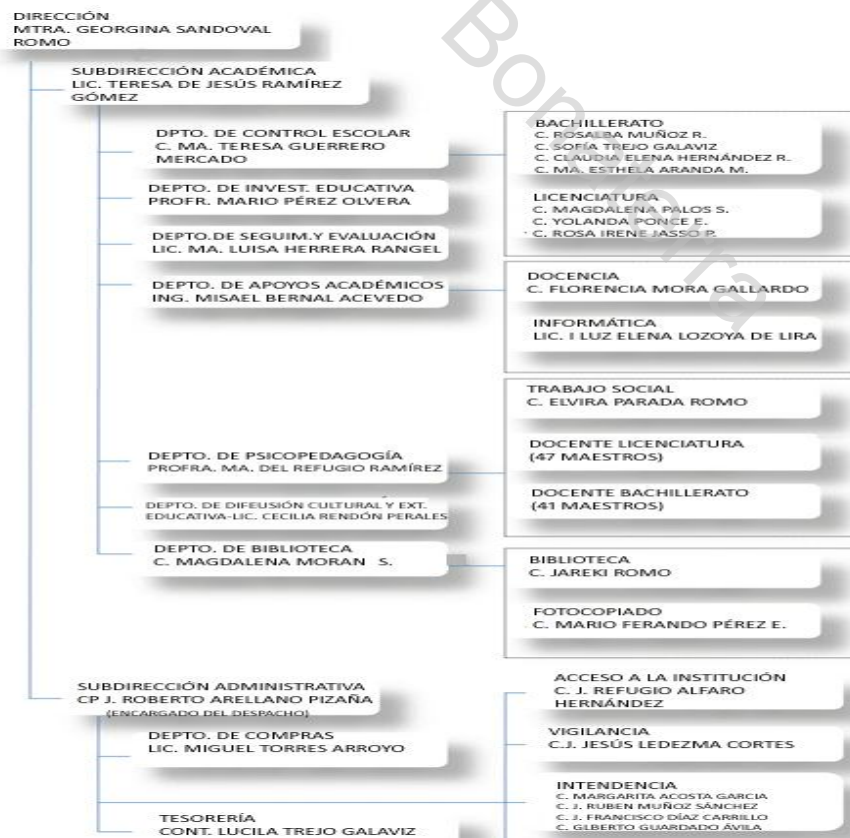 DIRECCIÓN
MTRA. GEORGINA SANDOVAL
ROMO
SUBDIRECCIÓN ACADÉMICA
LIC. TERESA DE JESÚS RAMÍREZ
GÓMEZ
DPTO. DE CONTROL ESCOLAR
C. MA. TERESA GUERRERO
MERCADO
BACHILLERATO
C. ROSALBA MUÑOZ R.
C. SOFÍA TREJO GALAVIZ
C. CLAUDIA ELENA HERNÁNDEZ R.
C. MA. ESTHELA ARANDA M.
LICENCIATURA
C. MAGDALENA PALOS S.
C. YOLANDA PONCE E.
C. ROSA IRENE JASSO P.
DEPTO. DE INVEST. EDUCATIVA
PROFR. MARIO PÉREZ OLVERA
DEPTO.DE SEGUIM.Y EVALUACIÓN
LIC. MA. LUISA HERRERA RANGEL
DEPTO. DE APOYOS ACADÉMICOS
ING. MISAEL BERNAL ACEVEDO
DOCENCIA
C. FLORENCIA MORA GALLARDO
INFORMÁTICA
LIC. I LUZ ELENA LOZOYA DE LIRA
DEPTO. DE PSICOPEDAGOGÍA
PROFRA. MA. DEL REFUGIO RAMÍREZ
TRABAJO SOCIAL
C. ELVIRA PARADA ROMO
DOCENTE LICENCIATURA
(47 MAESTROS)
DOCENTE BACHILLERATO
(41 MAESTROS)
DEPTO. DE DIFEUSIÓN CULTURAL Y EXT.
EDUCATIVA-LIC. CECILIA RENDÓN PERALES
DEPTO. DE BIBLIOTECA
C. MAGDALENA MORAN S.
BIBLIOTECA
C. JAREKI ROMO
FOTOCOPIADO
C. MARIO FERANDO PÉREZ E.
SUBDIRECCIÓN ADMINISTRATIVA
CP J. ROBERTO ARELLANO PIZAÑA
(ENCARGADO DEL DESPACHO)
DEPTO. DE COMPRAS
LIC. MIGUEL TORRES ARROYO
TESORERÍA
CONT. LUCILA TREJO GALAVIZ
ACCESO A LA INSTITUCIÓN
C. J. REFUGIO ALFARO
HERNÁNDEZ
VIGILANCIA
C.J. JESÚS LEDEZMA CORTES
INTENDENCIA
C. MARGARITA ACOSTA GARCIA
C. J. RUBEN MUÑOZ SÁNCHEZ
C. J. FRANCISCO DÍAZ CARRILLO
C. GLBERTO GUARDADO ÁVILA
Bonoterra